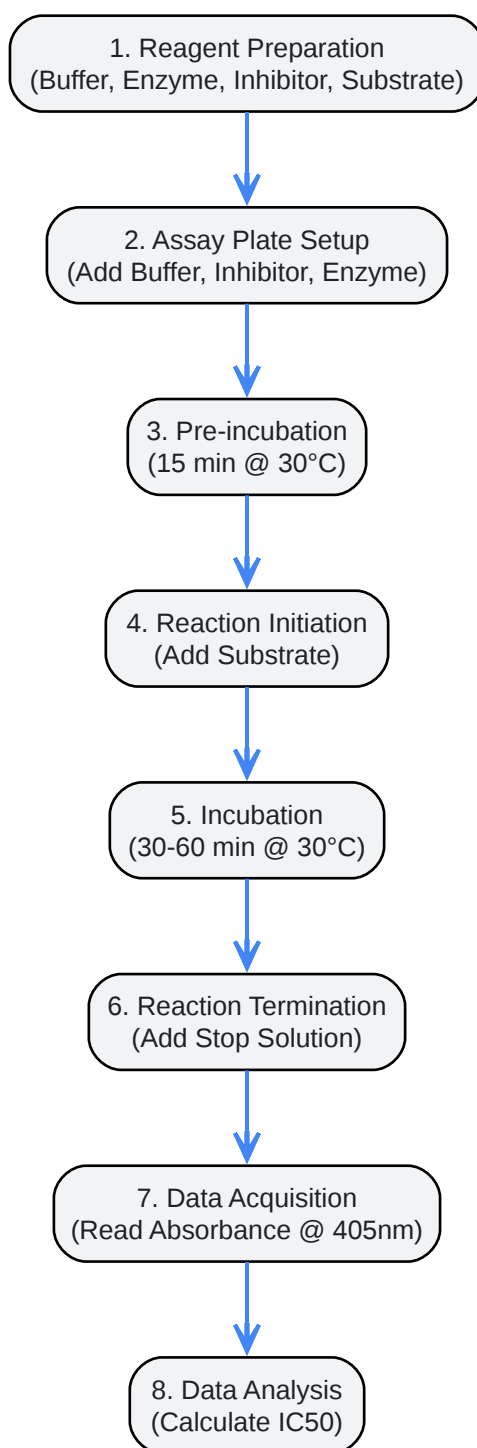 1. Reagent Preparation
(Buffer, Enzyme, Inhibitor, Substrate)
2. Assay Plate Setup
(Add Buffer, Inhibitor, Enzyme)
3. Pre-incubation
(15 min @ 30°C)
4. Reaction Initiation
(Add Substrate)
5. Incubation
(30-60 min @ 30°C)
6. Reaction Termination
(Add Stop Solution)
7. Data Acquisition
(Read Absorbance @ 405nm)
8. Data Analysis
(Calculate IC50)